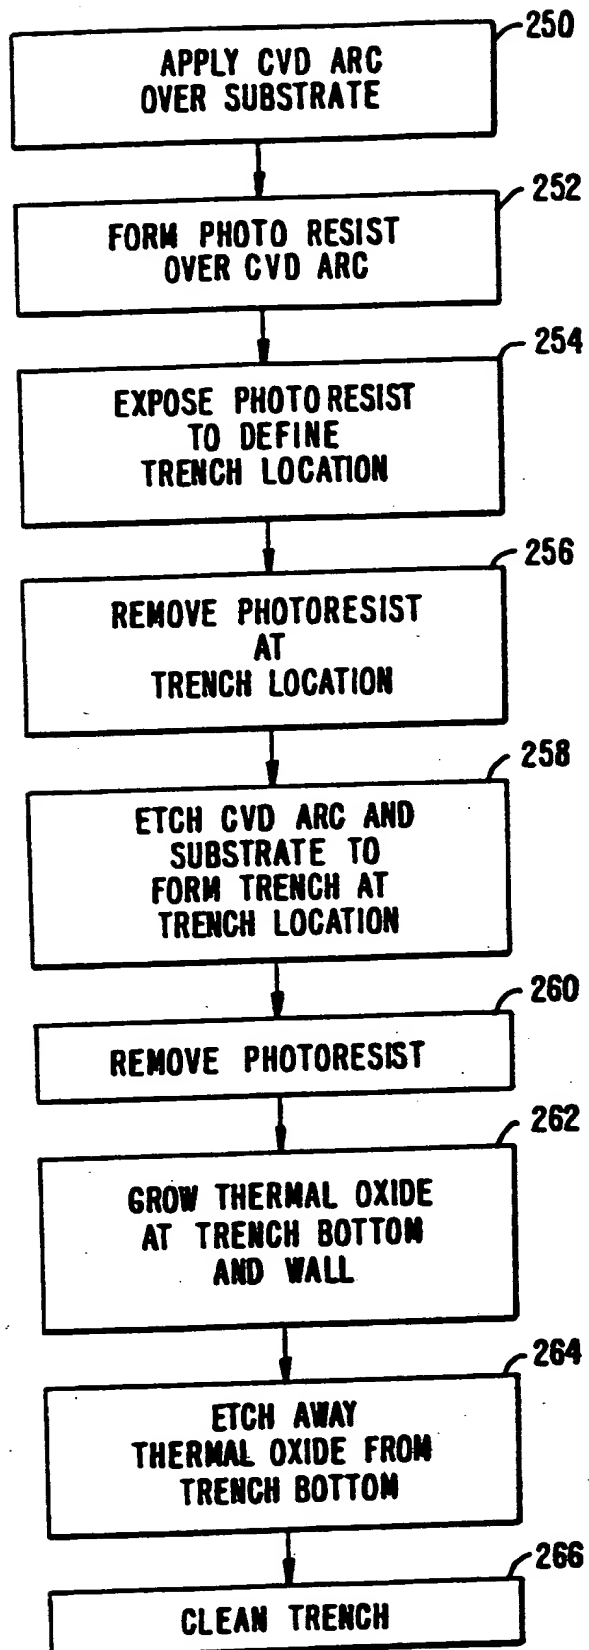 250
APPLY CVD ARC
OVER SUBSTRATE
252
FORM PHOTO RESIST
OVER CVD ARC
254
EXPOSE PHOTORESIST
TO DEFINE
TRENCH LOCATION
256
REMOVE PHOTORESIST
AT
TRENCH LOCATION
258
ETCH CVD ARC AND
SUBSTRATE TO
FORM TRENCH AT
TRENCH LOCATION
260
REMOVE PHOTORESIST
262
GROW THERMAL OXIDE
AT TRENCH BOTTOM
AND WALL
264
ETCH AWAY
THERMAL OXIDE FROM
TRENCH BOTTOM
266
CLEAN TRENCH